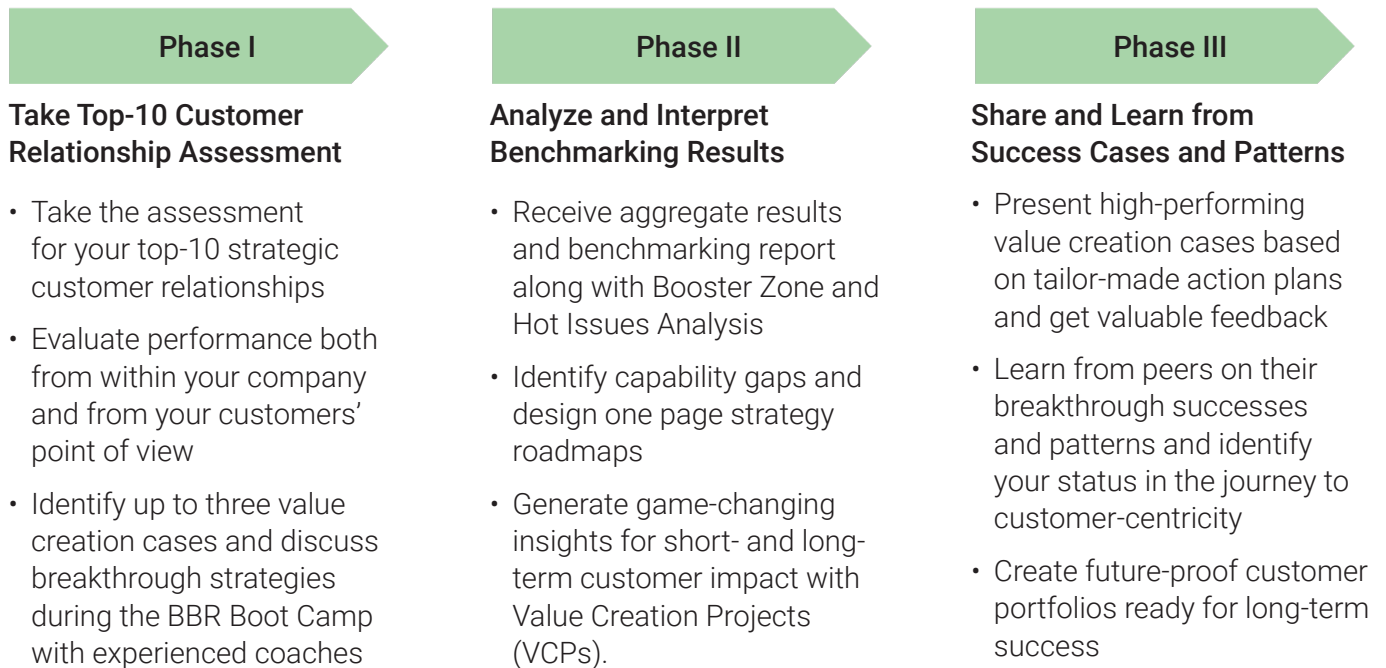 Phase I
Take Top-10 Customer
Relationship Assessment
• Take the assessment
for your top-10 strategic
customer relationships
• Evaluate performance both
from within your company
and from your customers’
point of view
• Identify up to three value
creation cases and discuss
breakthrough strategies
during the BBR Boot Camp
with experienced coaches
Phase II
Analyze and Interpret
Benchmarking Results
• Receive aggregate results
and benchmarking report
along with Booster Zone and
Hot Issues Analysis
• Identify capability gaps and
design one page strategy
roadmaps
• Generate game-changing
insights for short- and long-
term customer impact with
Value Creation Projects
(VCPs).
Phase III
Share and Learn from
Success Cases and Patterns
• Present high-performing
value creation cases based
on tailor-made action plans
and get valuable feedback
• Learn from peers on their
breakthrough successes
and patterns and identify
your status in the journey to
customer-centricity
• Create future-proof customer
portfolios ready for long-term
success